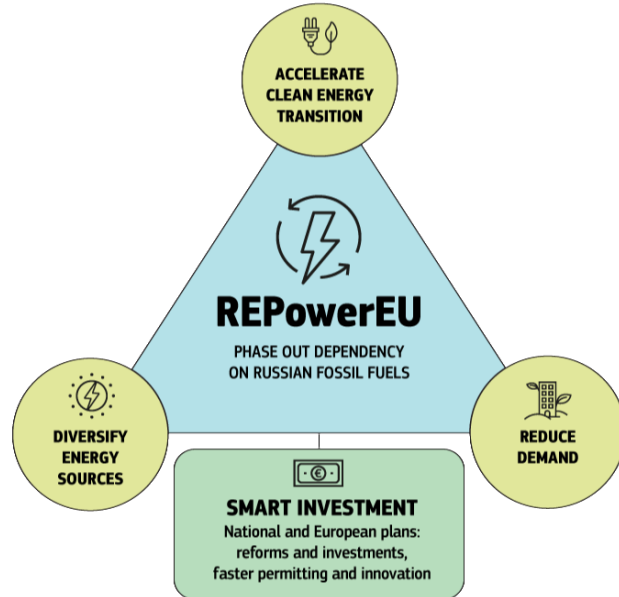 ACCELERATE
CLEAN ENERGY
TRANSITION
REPowerEU
PHASE OUT DEPENDENCY
ON RUSSIAN FOSSIL FUELS
DIVERSIFY
ENERGY
SOURCES
REDUCE
DEMAND
€
SMART INVESTMENT
National and European plans:
reforms and investments,
faster permitting and innovation